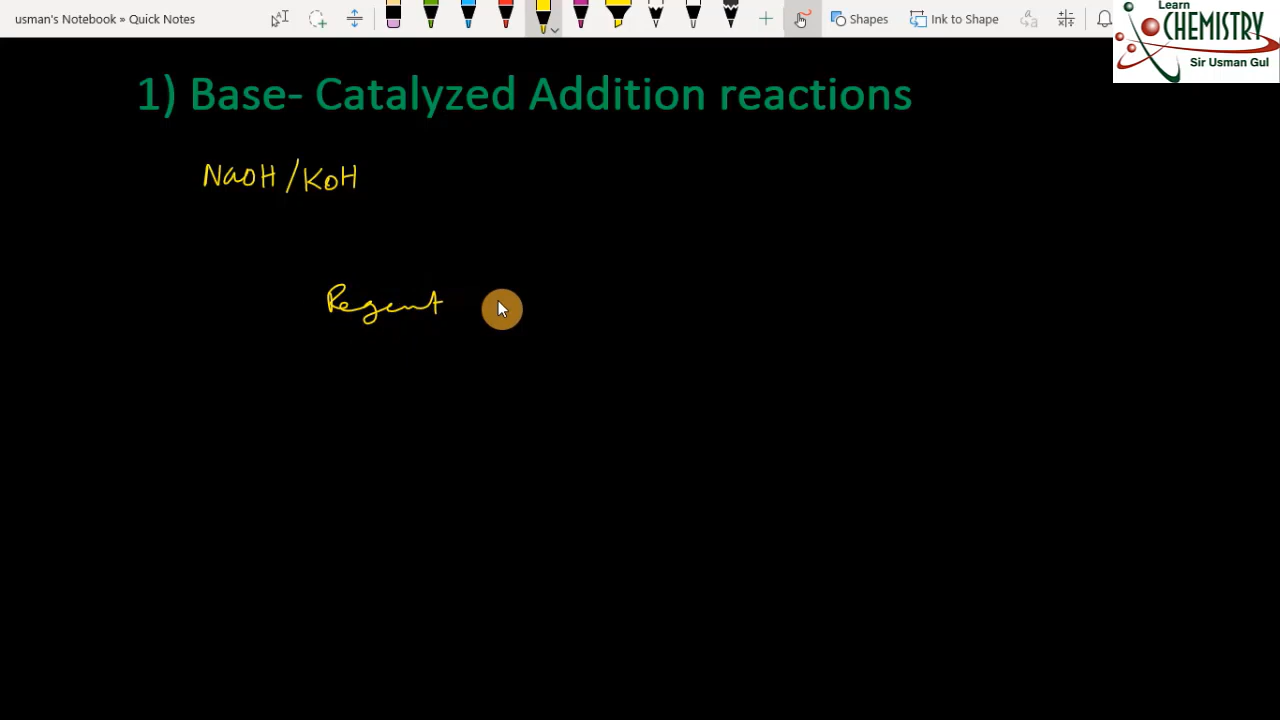 usman's Notebook » Quick Notes
Shapes
Ink to Shape
Learn
CHEMISTRY
Sir Usman Gul
1) Base- Catalyzed Addition reactions
NaOH/KOH
Regent